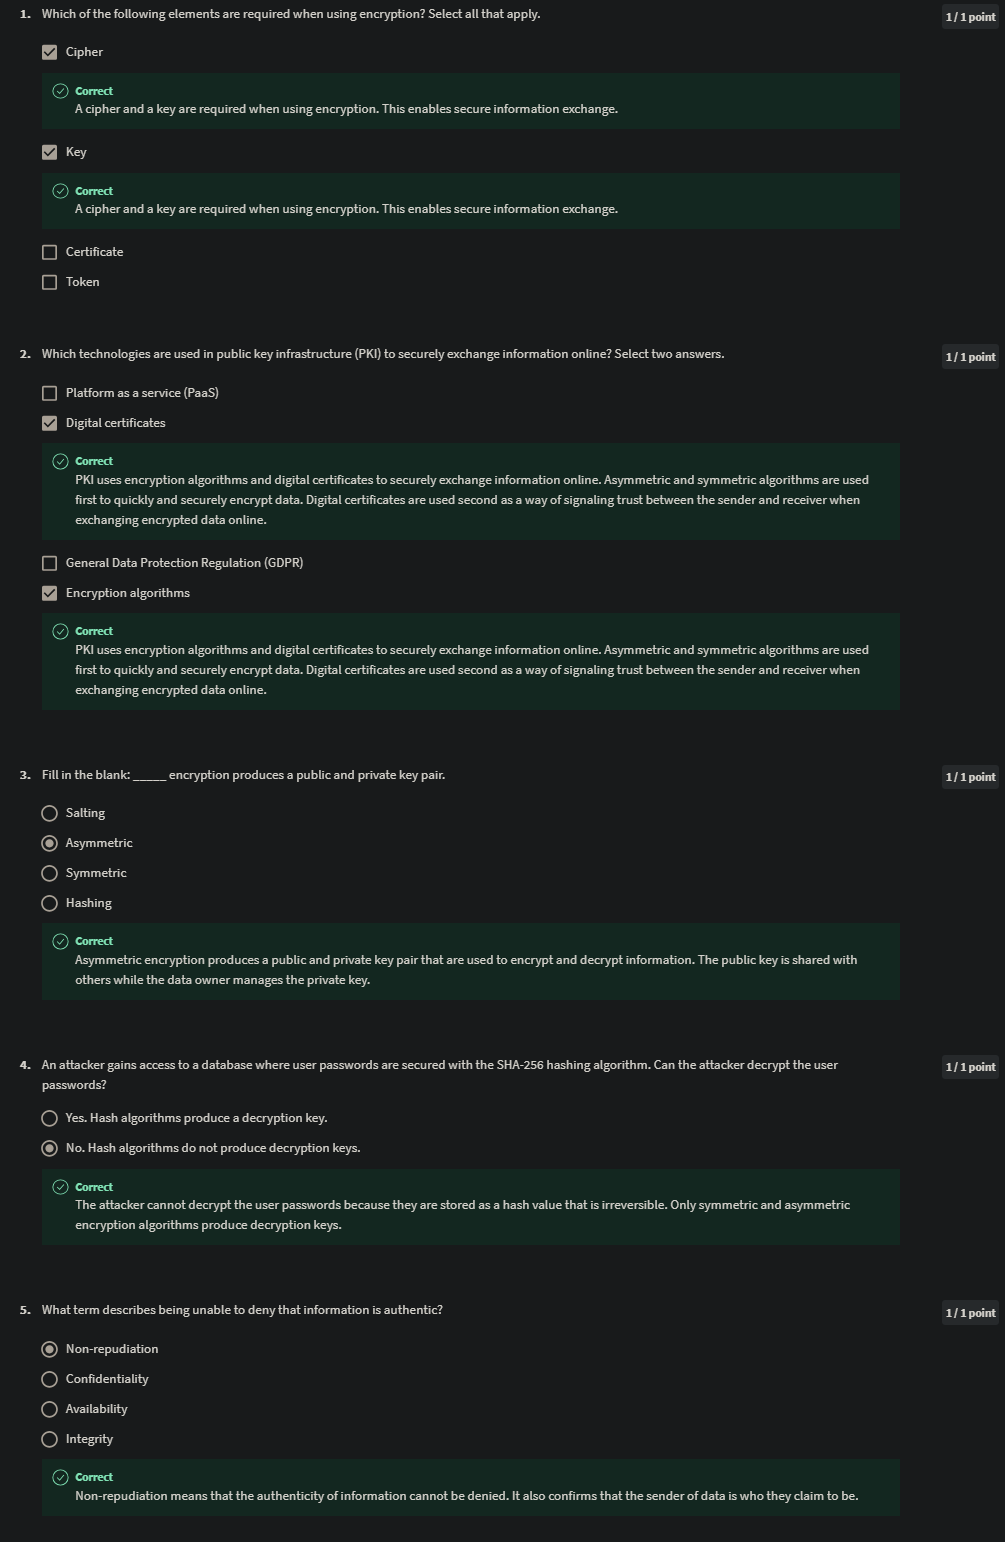 1. Which of the following elements are required when using encryption? Select all that apply.
1 / 1 point
Cipher
Correct
A cipher and a key are required when using encryption. This enables secure information exchange.
Key
Correct
A cipher and a key are required when using encryption. This enables secure information exchange.
Certificate
Token
2. Which technologies are used in public key infrastructure (PKI) to securely exchange information online? Select two answers.
1 / 1 point
Platform as a service (PaaS)
Digital certificates
Correct
PKI uses encryption algorithms and digital certificates to securely exchange information online. Asymmetric and symmetric algorithms are used
first to quickly and securely encrypt data. Digital certificates are used second as a way of signaling trust between the sender and receiver when
exchanging encrypted data online.
General Data Protection Regulation (GDPR)
Encryption algorithms
Correct
PKI uses encryption algorithms and digital certificates to securely exchange information online. Asymmetric and symmetric algorithms are used
first to quickly and securely encrypt data. Digital certificates are used second as a way of signaling trust between the sender and receiver when
exchanging encrypted data online.
3. Fill in the blank: _____ encryption produces a public and private key pair.
1 / 1 point
Salting
Asymmetric
Symmetric
Hashing
Correct
Asymmetric encryption produces a public and private key pair that are used to encrypt and decrypt information. The public key is shared with
others while the data owner manages the private key.
4. An attacker gains access to a database where user passwords are secured with the SHA-256 hashing algorithm. Can the attacker decrypt the user
passwords?
1 / 1 point
Yes. Hash algorithms produce a decryption key.
No. Hash algorithms do not produce decryption keys.
Correct
The attacker cannot decrypt the user passwords because they are stored as a hash value that is irreversible. Only symmetric and asymmetric
encryption algorithms produce decryption keys.
5. What term describes being unable to deny that information is authentic?
1 / 1 point
Non-repudiation
Confidentiality
Availability
Integrity
Correct
Non-repudiation means that the authenticity of information cannot be denied. It also confirms that the sender of data is who they claim to be.